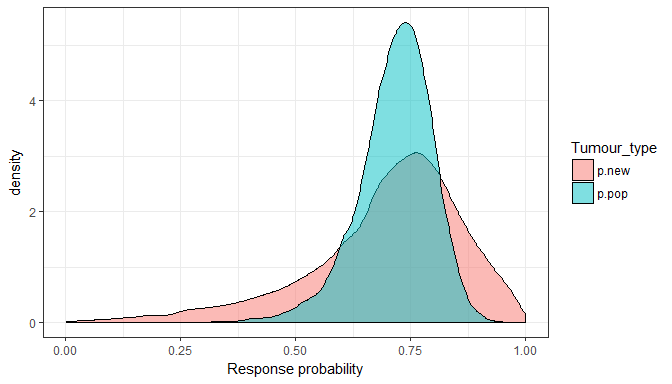 density
4
2
0
0.00 0.25 0.50 0.75 1.00
Response probability
Tumour_type
p.new
p.pop